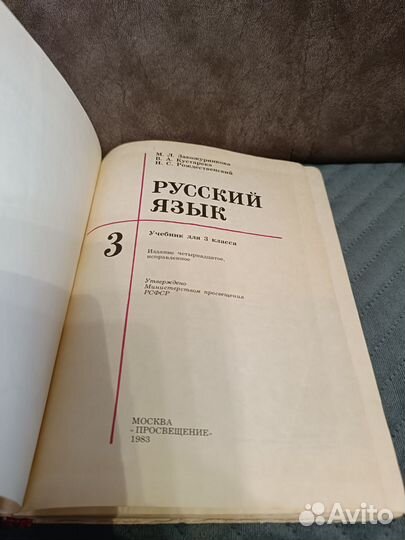 М. Л. Закожурникова
В. А. Кустарева
Н. С. Рождественский
РУССКИЙ
ЯЗЫК
3
Учебник для 3 класса
Издание четырнадцатое,
исправленное
Утверждено
Министерством просвещения
РСФСР
МОСКВА
«ПРОСВЕЩЕНИЕ»
1983
Avito